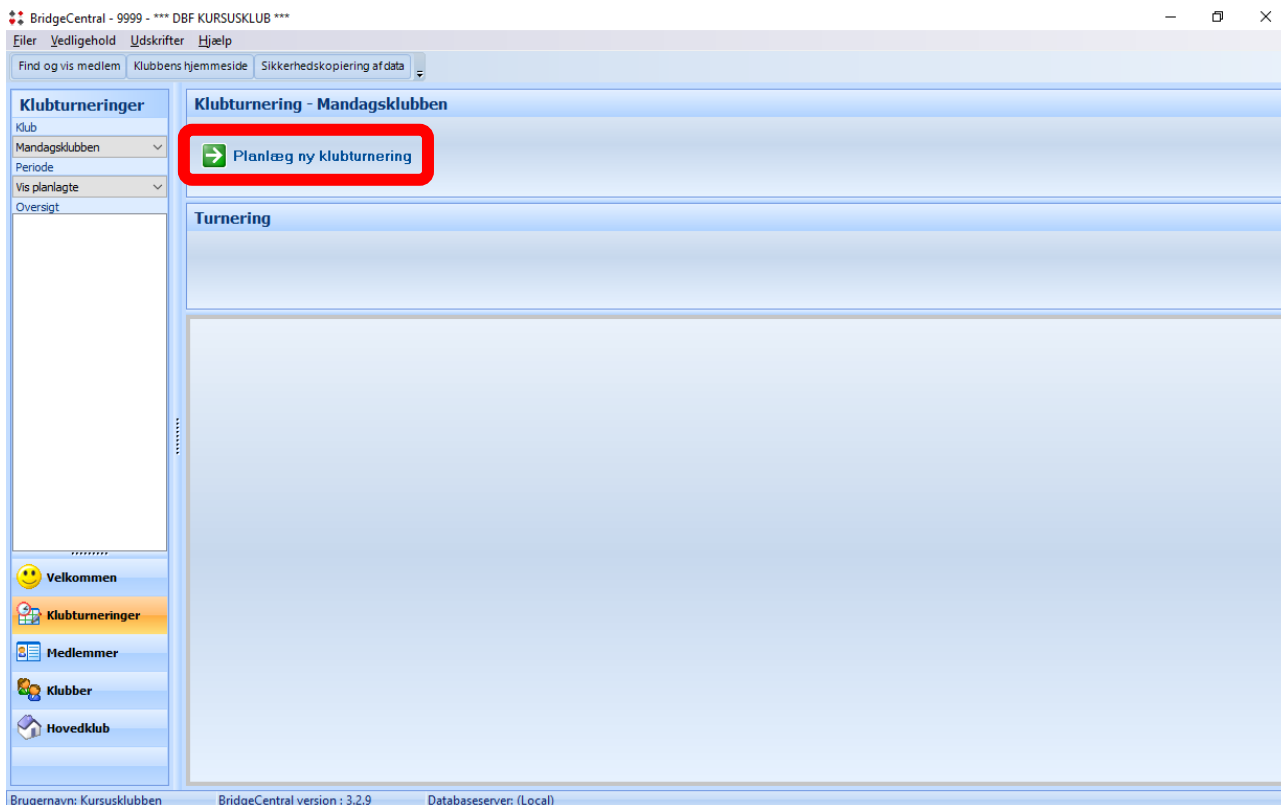 BridgeCentral - 9999 - *** DBF KURSUSKLUB ***
Filer Vedligehold Udskrifter Hjælp
Find og vis medlem Klubbens hjemmeside Sikkerhedskopiering af data
Klubturneringer
Klub
Mandagsklubben
Periode
Vis planlagte
Oversigt
Klubturnering - Mandagsklubben
Planlæg ny klubturnering
Turnering
Velkommen
Klubturneringer
Medlemmer
Klubber
Hovedklub
Brugernavn: Kursusklubben BridgeCentral version : 3.2.9 Databaseserver: (Local)